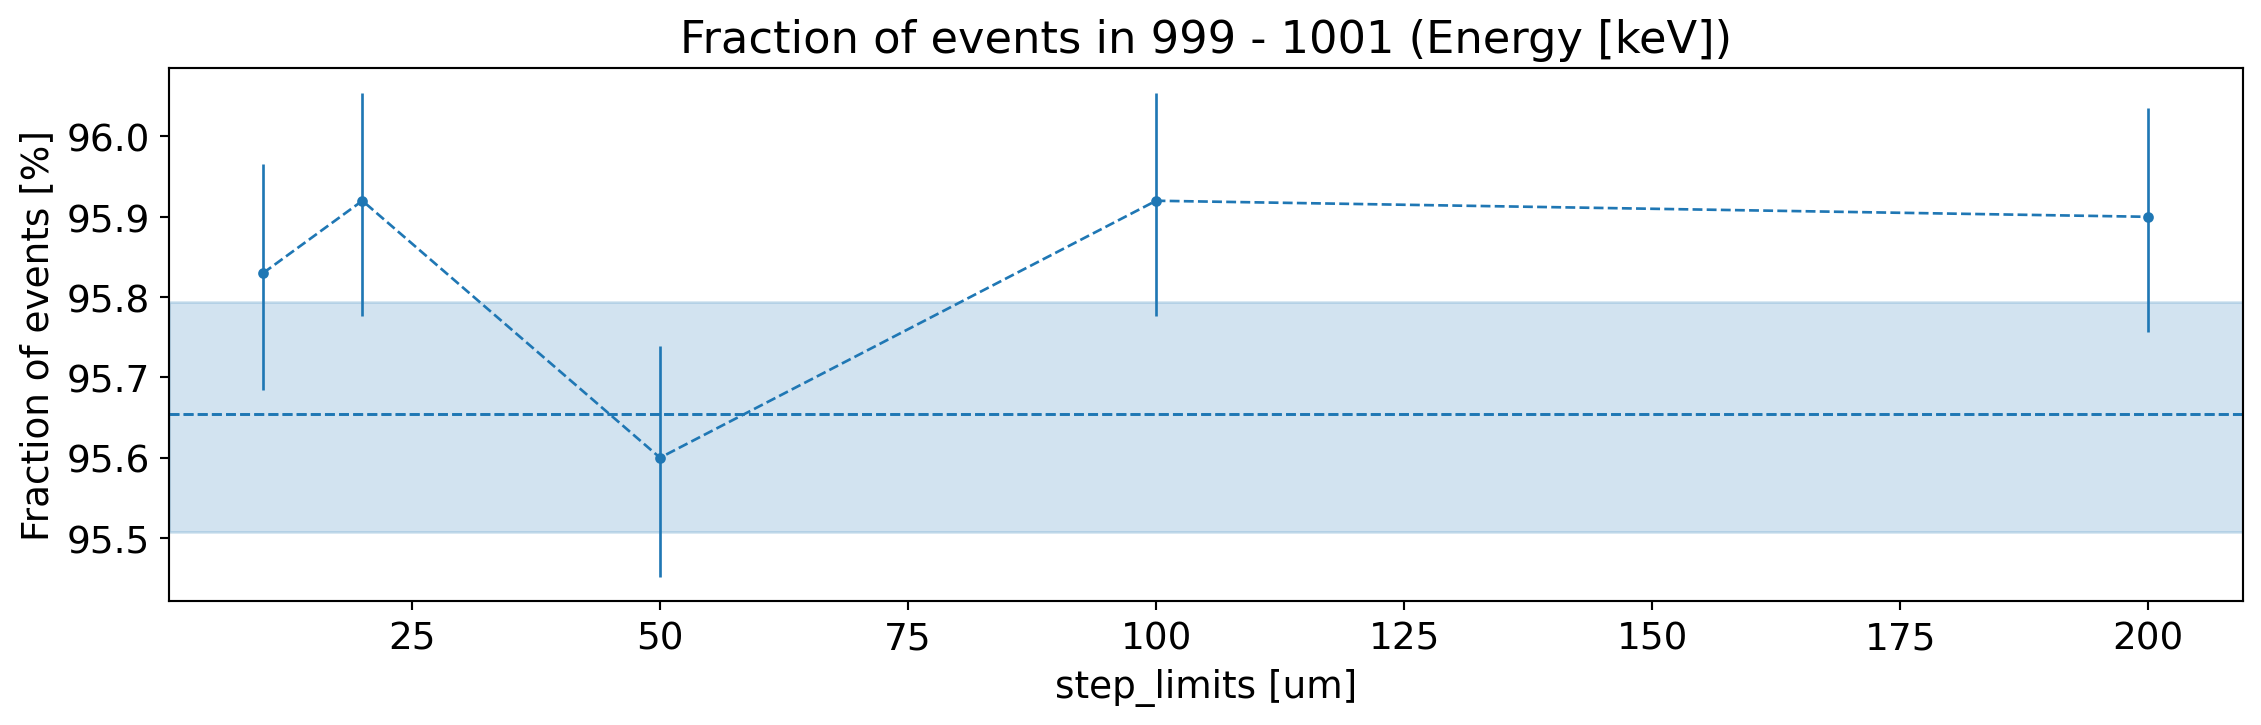 Fraction of events in 999 - 1001 (Energy [keV])
Fraction of events [%]
96.0
95.9
95.8
95.7
95.6
95.5
25 50 75 100 125 150 175 200
step_limits [um]